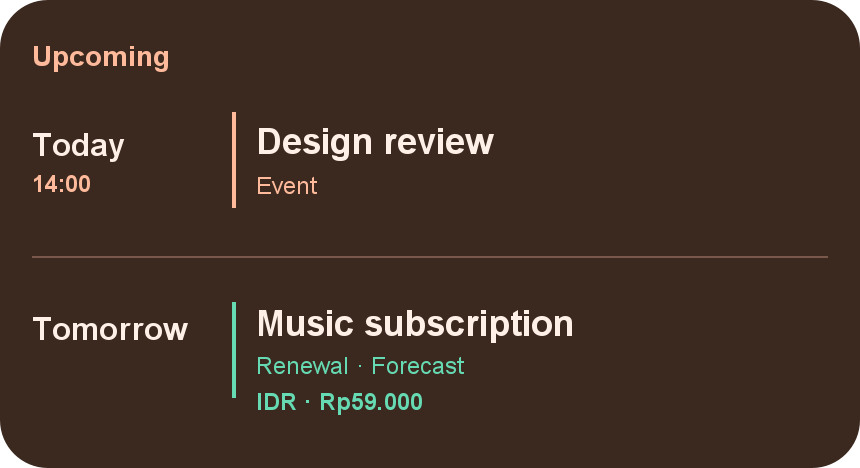 Upcoming
Today
14:00
Design review
Event
Tomorrow
Music subscription
Renewal · Forecast
IDR · Rp59.000